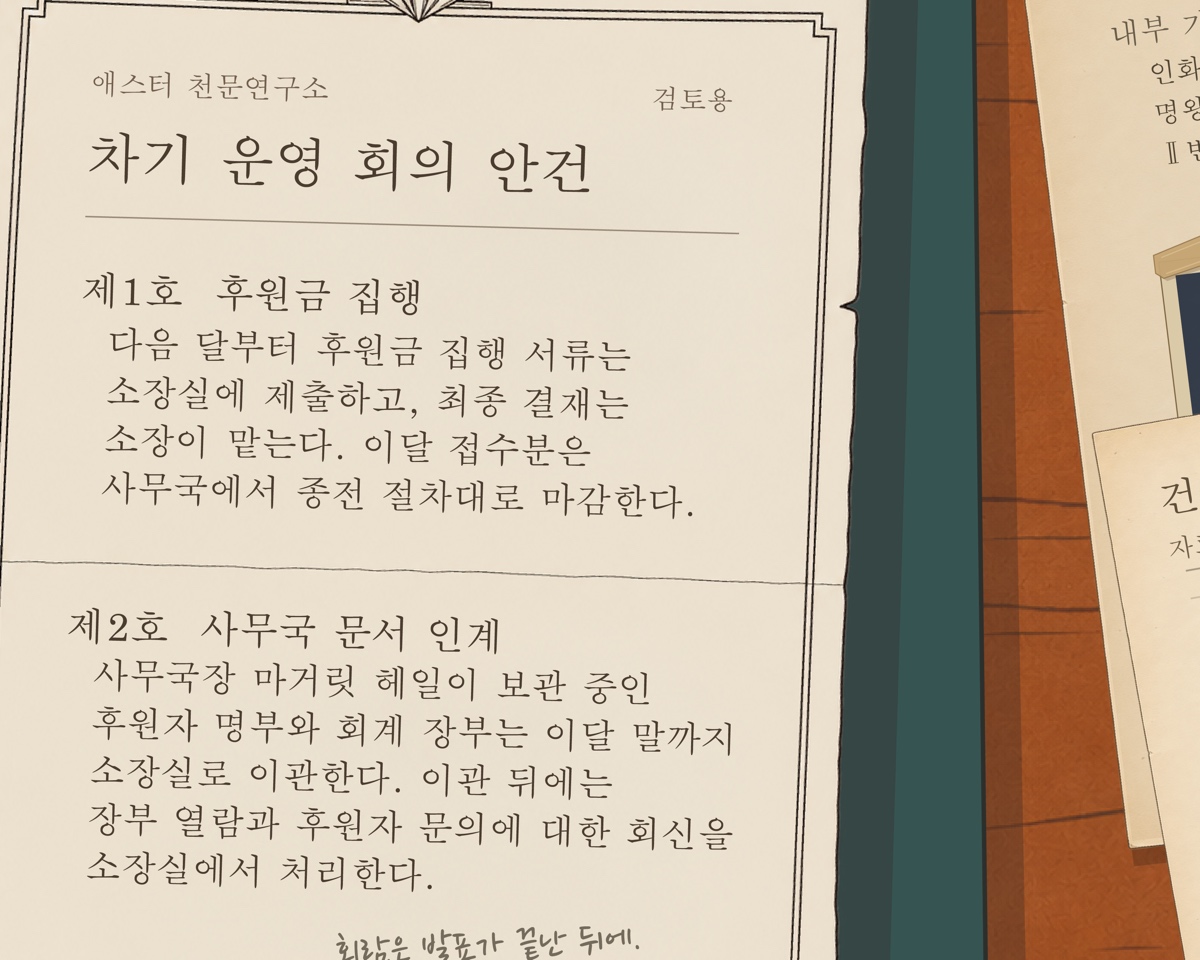 애스터 천문연구소
검토용
차기 운영 회의 안건
제1호 후원금 집행
다음 달부터 후원금 집행 서류는
소장실에 제출하고, 최종 결재는
소장이 맡는다. 이달 접수분은
사무국에서 종전 절차대로 마감한다.
제2호 사무국 문서 인계
사무국장 마거릿 헤일이 보관 중인
후원자 명부와 회계 장부는 이달 말까지
소장실로 이관한다. 이관 뒤에는
장부 열람과 후원자 문의에 대한 회신을
소장실에서 처리한다.
회람은 발표가 끝난 뒤에.
내부
인화